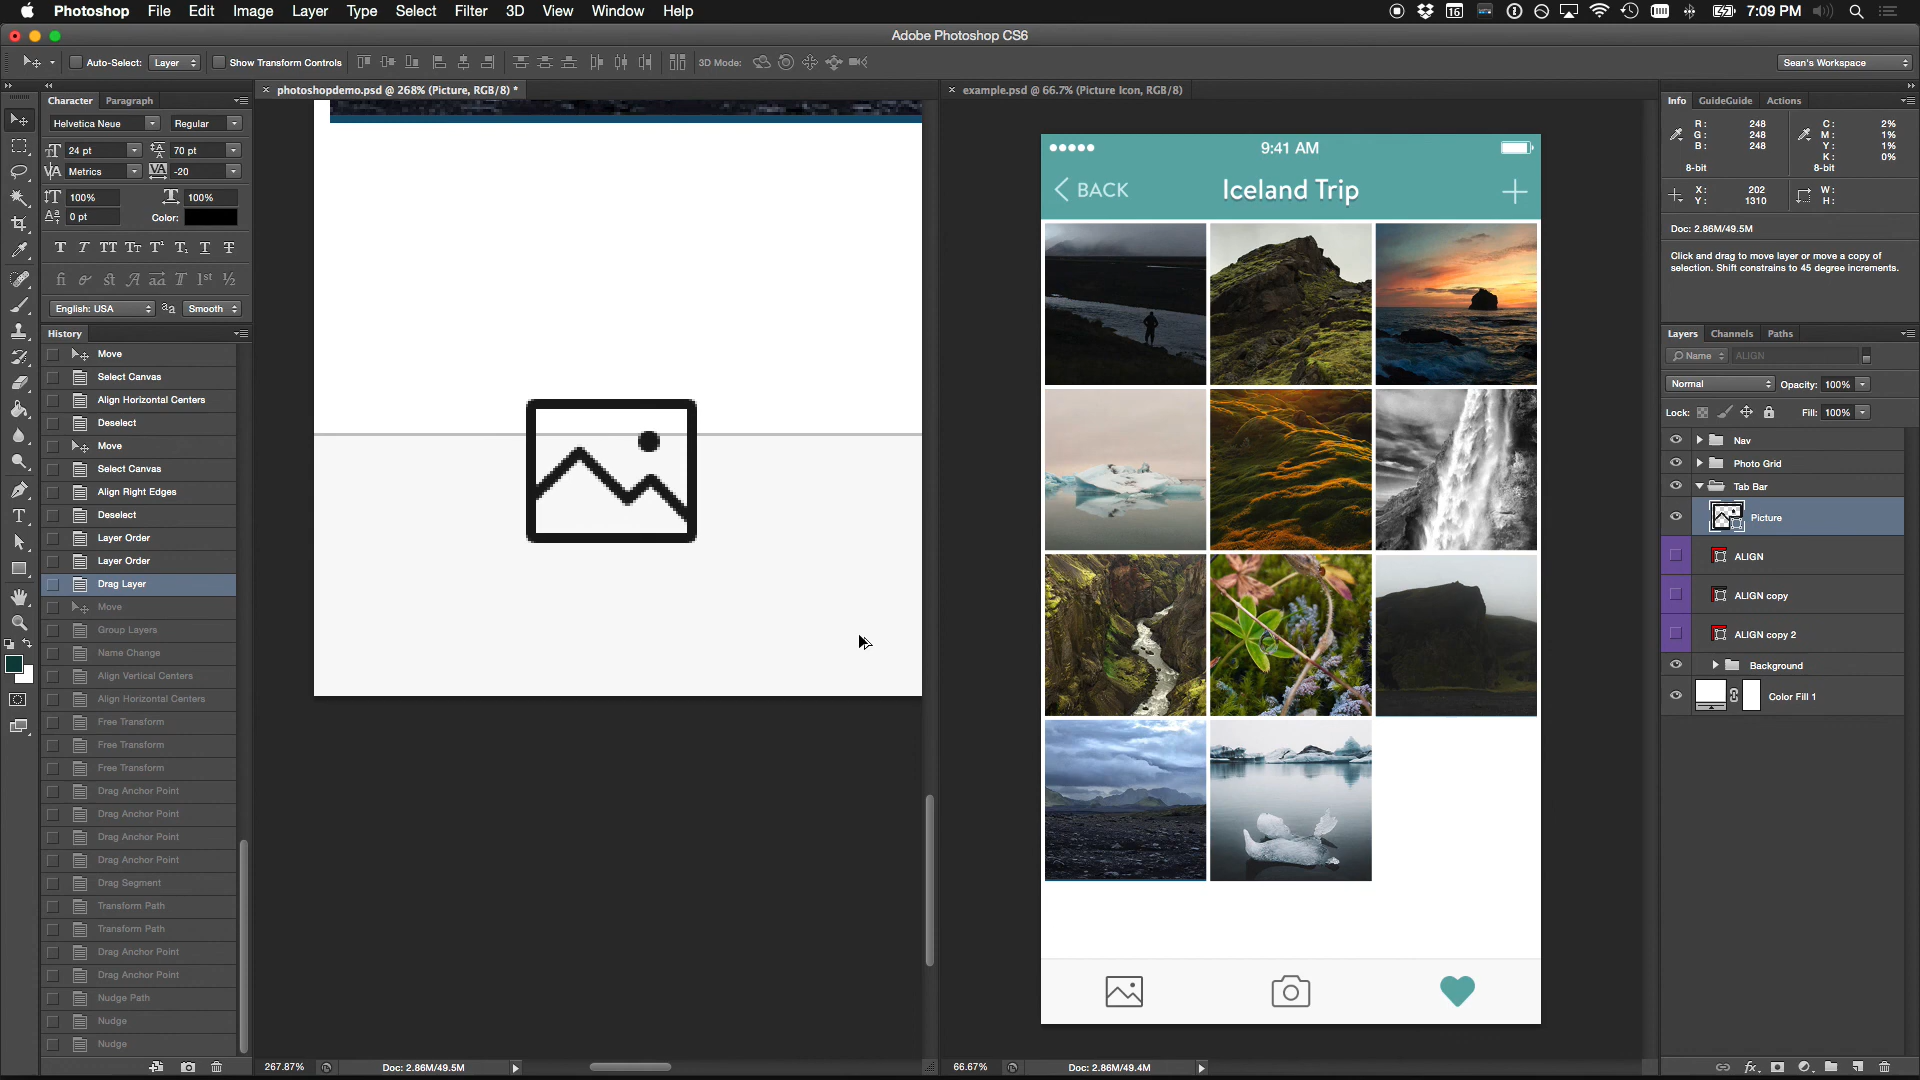 Photoshop File Edit Image Layer Type Select Filter 3D View Window Help 16 7:09 PM
Adobe Photoshop CS6
Auto-Select: Layer Show Transform Controls 3D Mode: Sean's Workspace
Character Paragraph
Helvetica Neue Regular
24 pt 70 pt
Metrics -20
100% 100%
0 pt Color:
English: USA Smooth
History
Move
Select Canvas
Align Horizontal Centers
Deselect
Move
Select Canvas
Align Right Edges
Deselect
Layer Order
Layer Order
Drag Layer
Move
Group Layers
Name Change
Align Vertical Centers
Align Horizontal Centers
Free Transform
Free Transform
Free Transform
Drag Anchor Point
Drag Anchor Point
Drag Anchor Point
Drag Anchor Point
Drag Segment
Transform Path
Transform Path
Drag Anchor Point
Drag Anchor Point
Nudge Path
Nudge
Nudge
photoshopdemo.psd @ 268% (Picture, RGB/8) *
267.87% Doc: 2.86M/49.5M
example.psd @ 66.7% (Picture Icon, RGB/8)
9:41 AM
BACK Iceland Trip
66.67% Doc: 2.86M/49.4M
Info GuideGuide Actions
R: 248 C: 2%
G: 248 M: 1%
B: 248 Y: 1%
K: 0%
8-bit 8-bit
X: 202 W:
Y: 1310 H:
Doc: 2.86M/49.5M
Click and drag to move layer or move a copy of
selection. Shift constrains to 45 degree increments.
Layers Channels Paths
Name ALIGN
Normal Opacity: 100%
Lock: Fill: 100%
Nav
Photo Grid
Tab Bar
Picture
ALIGN
ALIGN copy
ALIGN copy 2
Background
Color Fill 1